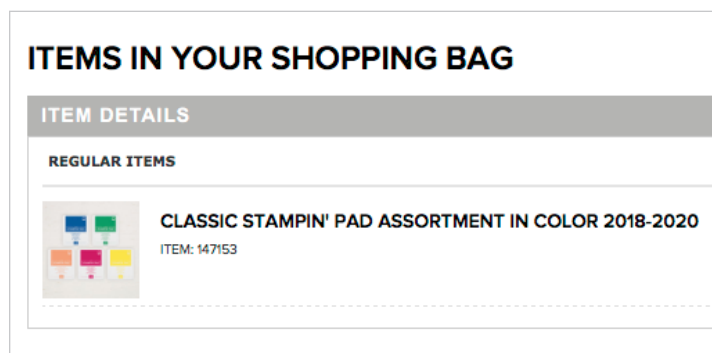 ITEMS IN YOUR SHOPPING BAG
ITEM DETAILS
REGULAR ITEMS
CLASSIC STAMPIN' PAD ASSORTMENT IN COLOR 2018-2020
ITEM: 147153